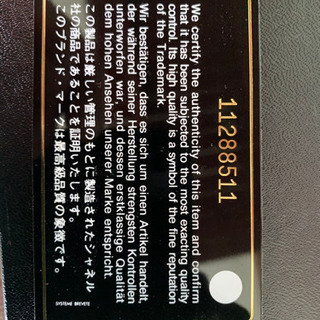 11288511
We certify the authenticity of this item and confirm
that it has been subjected to the most exacting quality
control. Its high quality is a symbol of the fine reputation
of the Trademark.
Wir bestätigen, dass es sich um einen Artikel handelt,
der während seiner Herstellung strengsten Kontrollen
unterworfen war, und dessen erstklassige Qualität
dem hohen Ansehen unserer Marke entspricht.
この製品は厳しい管理のもとに製造されたシャネル
社の商品であることを証明いたします。
このブランド・マークは最高級品質の象徴です。
SYSTEME BREVETE